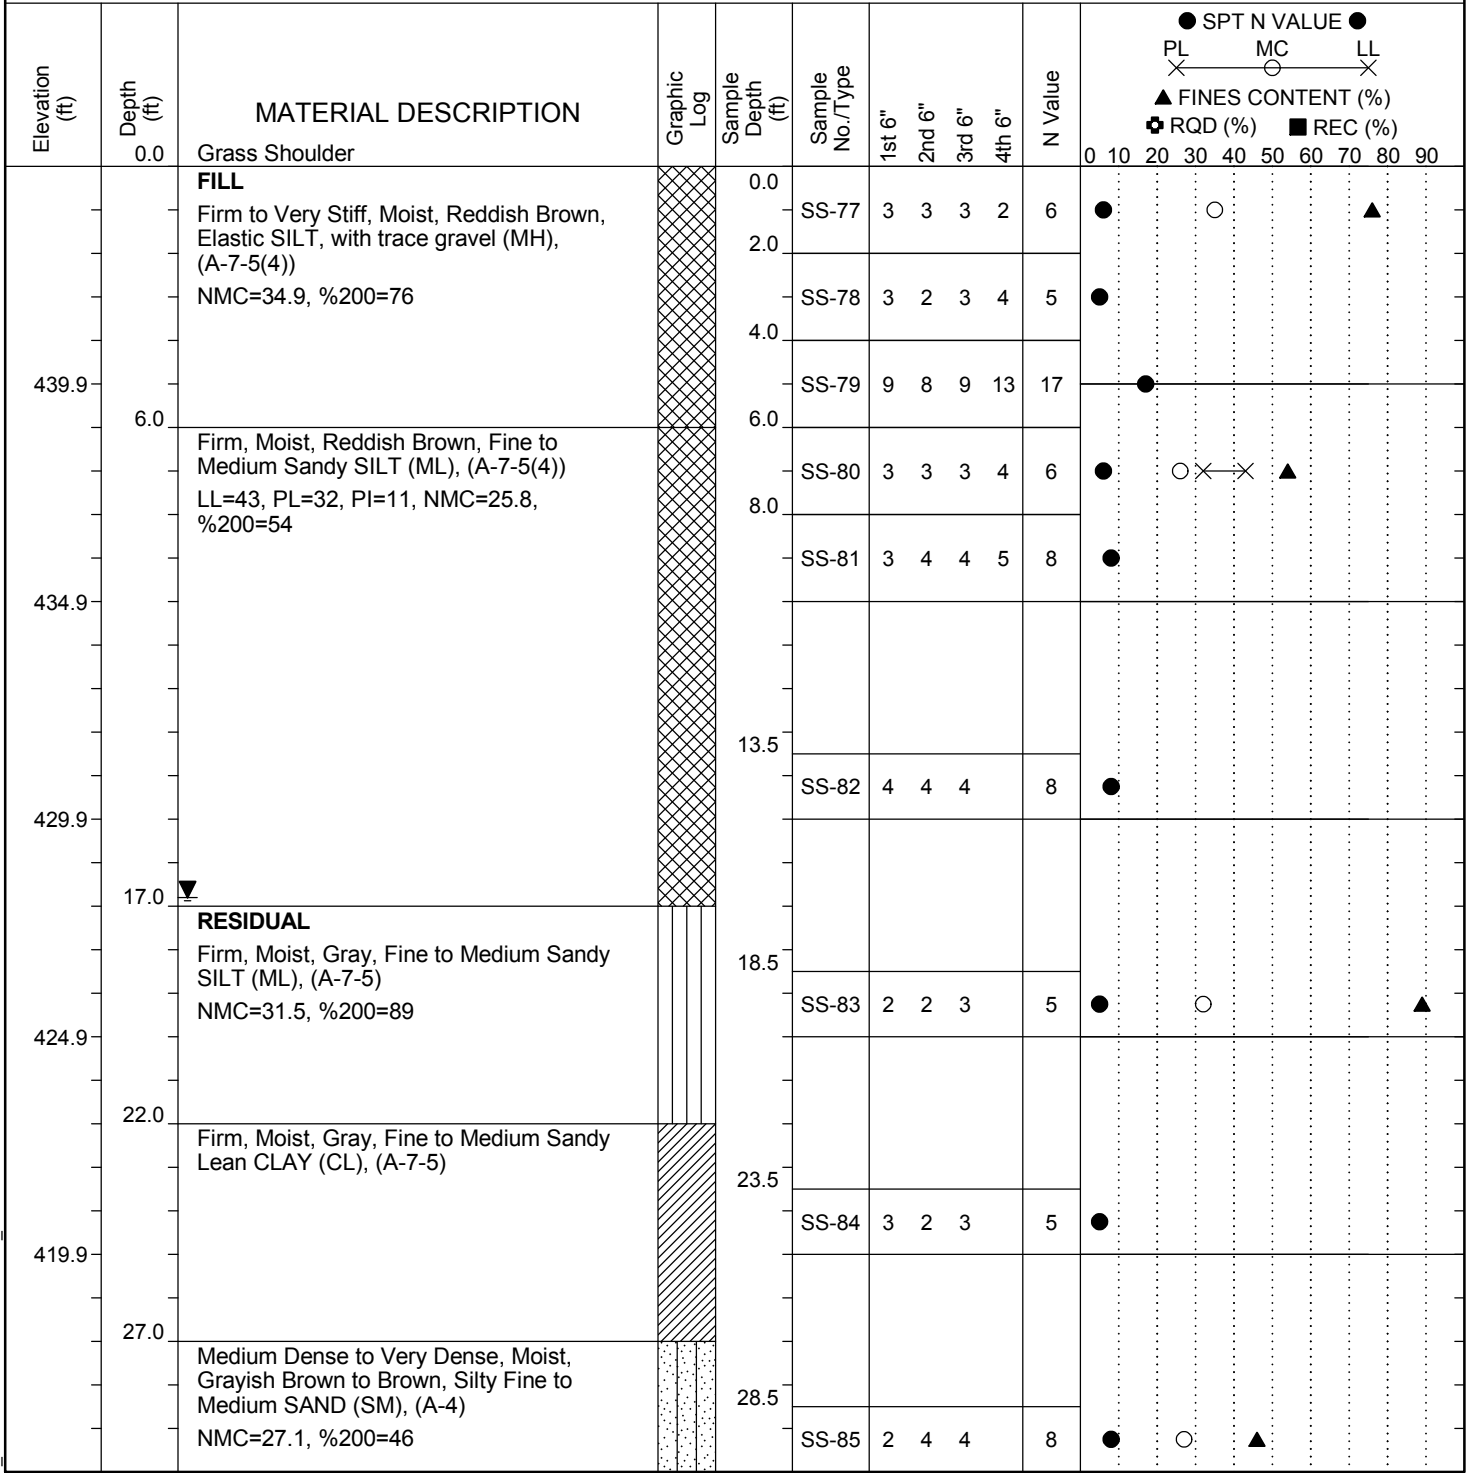 ● SPT N VALUE ●
PL MC LL
▲ FINES CONTENT (%)
RQD (%) ■ REC (%)
Elevation (ft)
Depth (ft)
MATERIAL DESCRIPTION
Graphic Log
Sample Depth (ft)
Sample No./Type
1st 6"
2nd 6"
3rd 6"
4th 6"
N Value
0 10 20 30 40 50 60 70 80 90
0.0 Grass Shoulder
FILL
0.0
Firm to Very Stiff, Moist, Reddish Brown,
Elastic SILT, with trace gravel (MH),
(A-7-5(4))
NMC=34.9, %200=76
SS-77 3 3 3 2 6
2.0
SS-78 3 2 3 4 5
4.0
439.9
SS-79 9 8 9 13 17
6.0
6.0
Firm, Moist, Reddish Brown, Fine to
Medium Sandy SILT (ML), (A-7-5(4))
LL=43, PL=32, PI=11, NMC=25.8,
%200=54
SS-80 3 3 3 4 6
8.0
SS-81 3 4 4 5 8
434.9
13.5
SS-82 4 4 4 8
429.9
17.0
RESIDUAL
Firm, Moist, Gray, Fine to Medium Sandy
SILT (ML), (A-7-5)
NMC=31.5, %200=89
18.5
SS-83 2 2 3 5
424.9
22.0
Firm, Moist, Gray, Fine to Medium Sandy
Lean CLAY (CL), (A-7-5)
23.5
SS-84 3 2 3 5
419.9
27.0
Medium Dense to Very Dense, Moist,
Grayish Brown to Brown, Silty Fine to
Medium SAND (SM), (A-4)
NMC=27.1, %200=46
28.5
SS-85 2 4 4 8